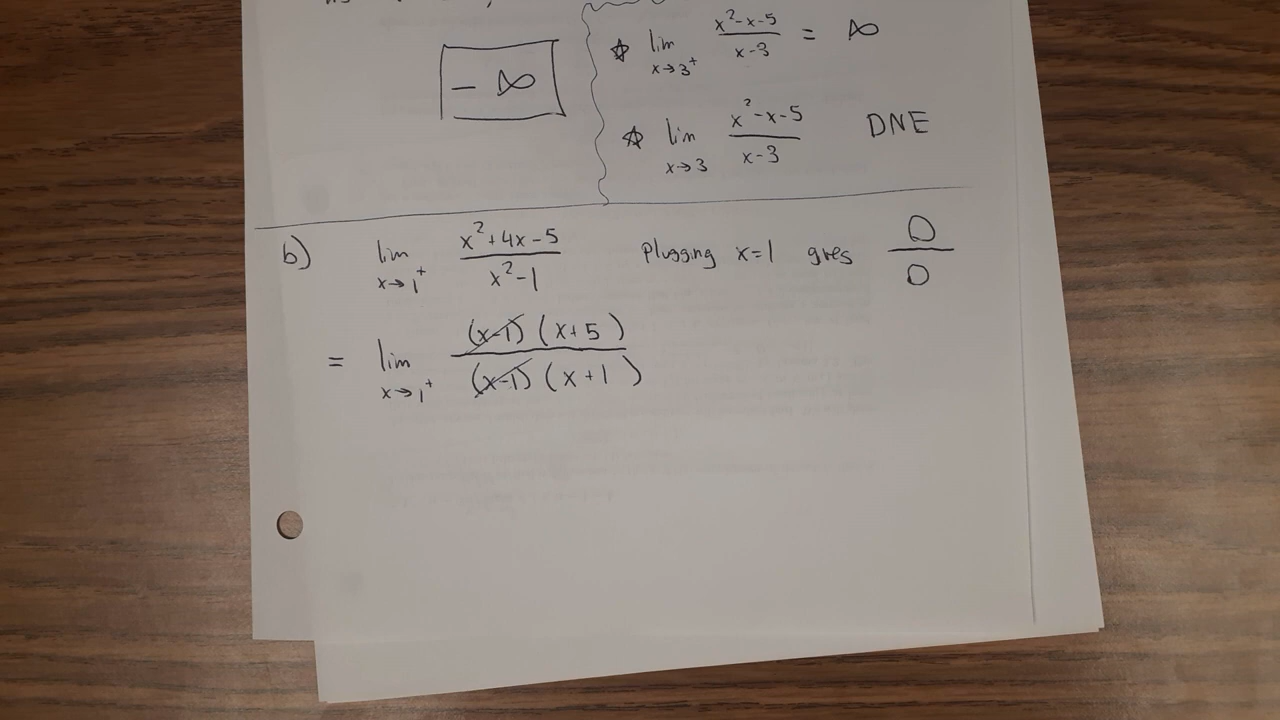 - ∞
☆ lim x→3⁺ (x²-x-5)/(x-3) = ∞
☆ lim x→3 (x²-x-5)/(x-3) DNE
b) lim x→1⁺ (x²+4x-5)/(x²-1) Plugging x=1 gives 0/0
= lim x→1⁺ ((x-1)(x+5))/((x-1)(x+1))